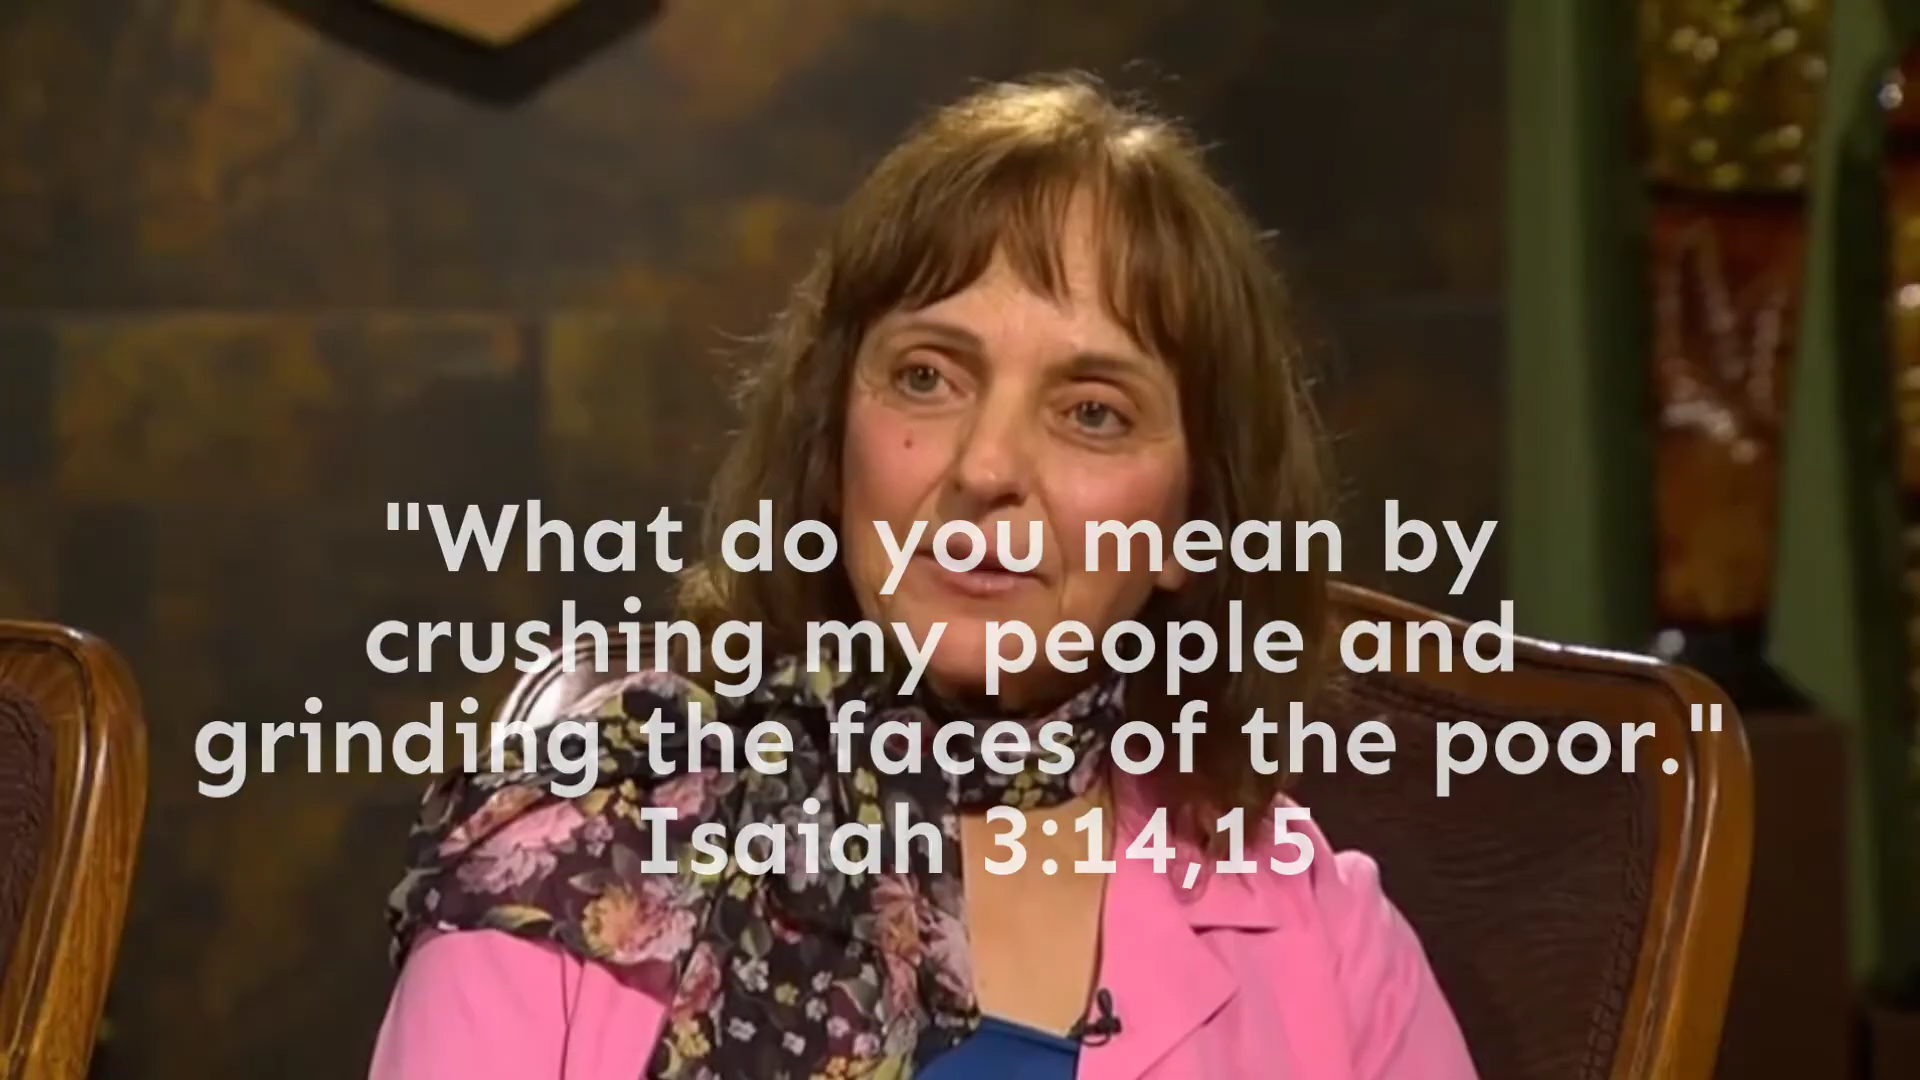 "What do you mean by
crushing my people and
grinding the faces of the poor."
Isaiah 3:14,15